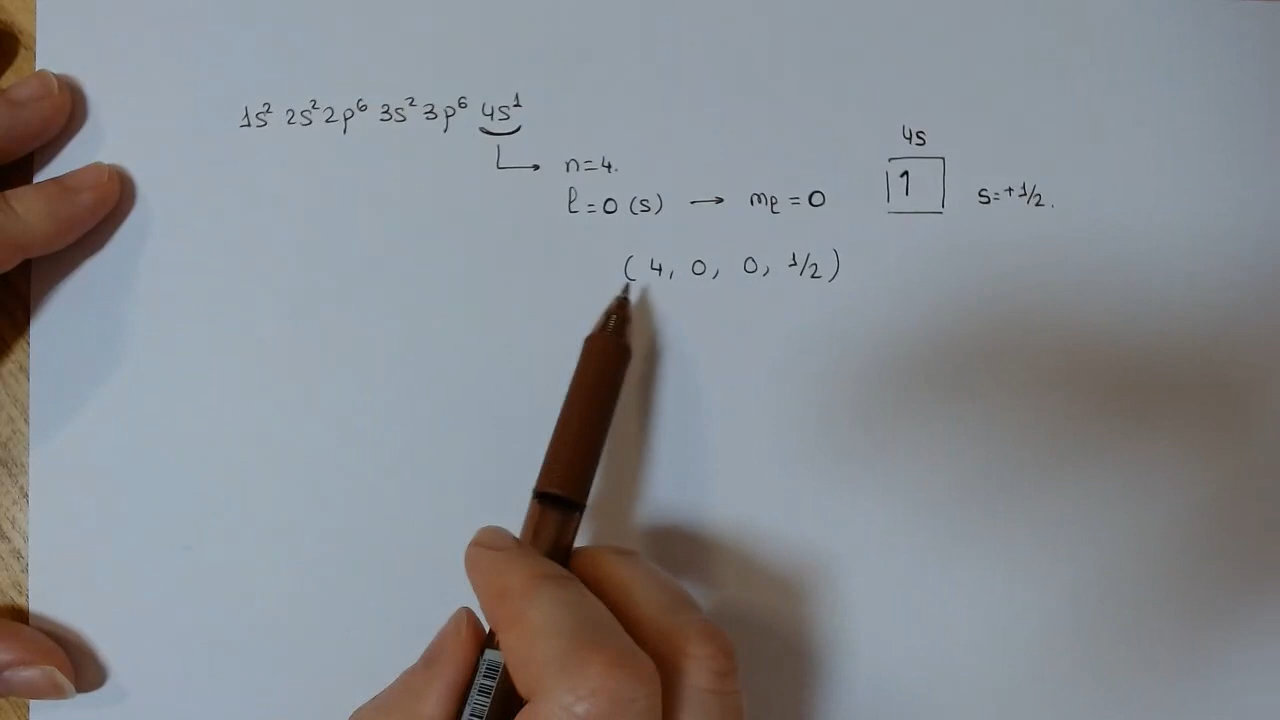 1s² 2s² 2p⁶ 3s² 3p⁶ 4s¹
4s
n=4.
1
l=0 (s) → mℓ = 0
s=+1/2.
(4, 0, 0, 1/2)